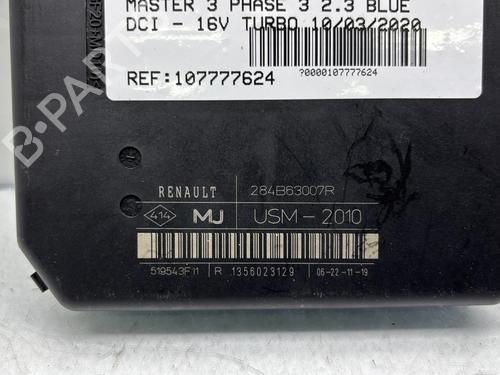 MASTER 3 PHASE 3 2.3 BLUE
DCI - 16V TURBO 10/03/2020
REF:107777624
?0000107777624
RENAULT 284B63007R
414 MJ USM-2010
519543F11 R 1356023129 06-22-11-19
B-PARTS